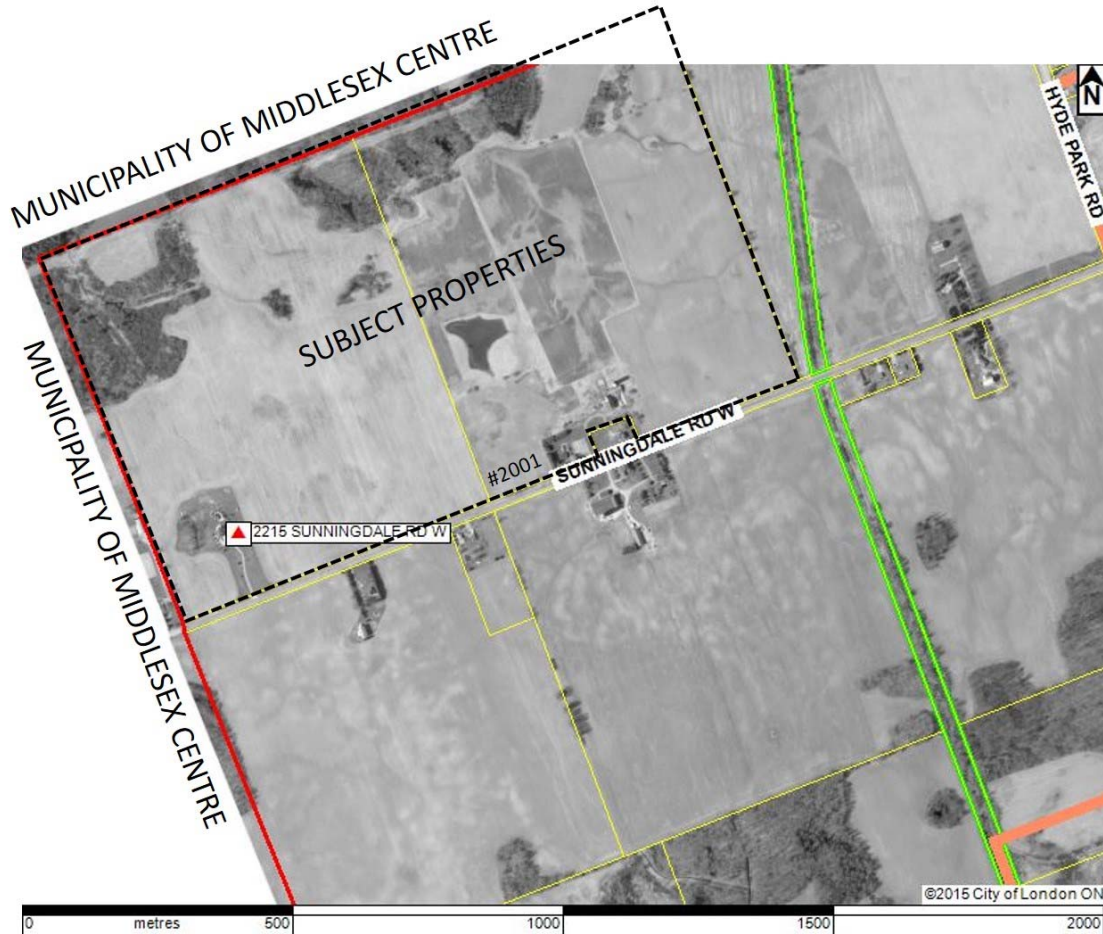 MUNICIPALITY OF MIDDLESEX CENTRE
N
HYDE PARK RD
SUBJECT PROPERTIES
MUNICIPALITY OF MIDDLESEX CENTRE
#2001
SUNNINGDALE RD W
2215 SUNNINGDALE RD W
©2015 City of London ON
0 metres 500 1000 1500 2000